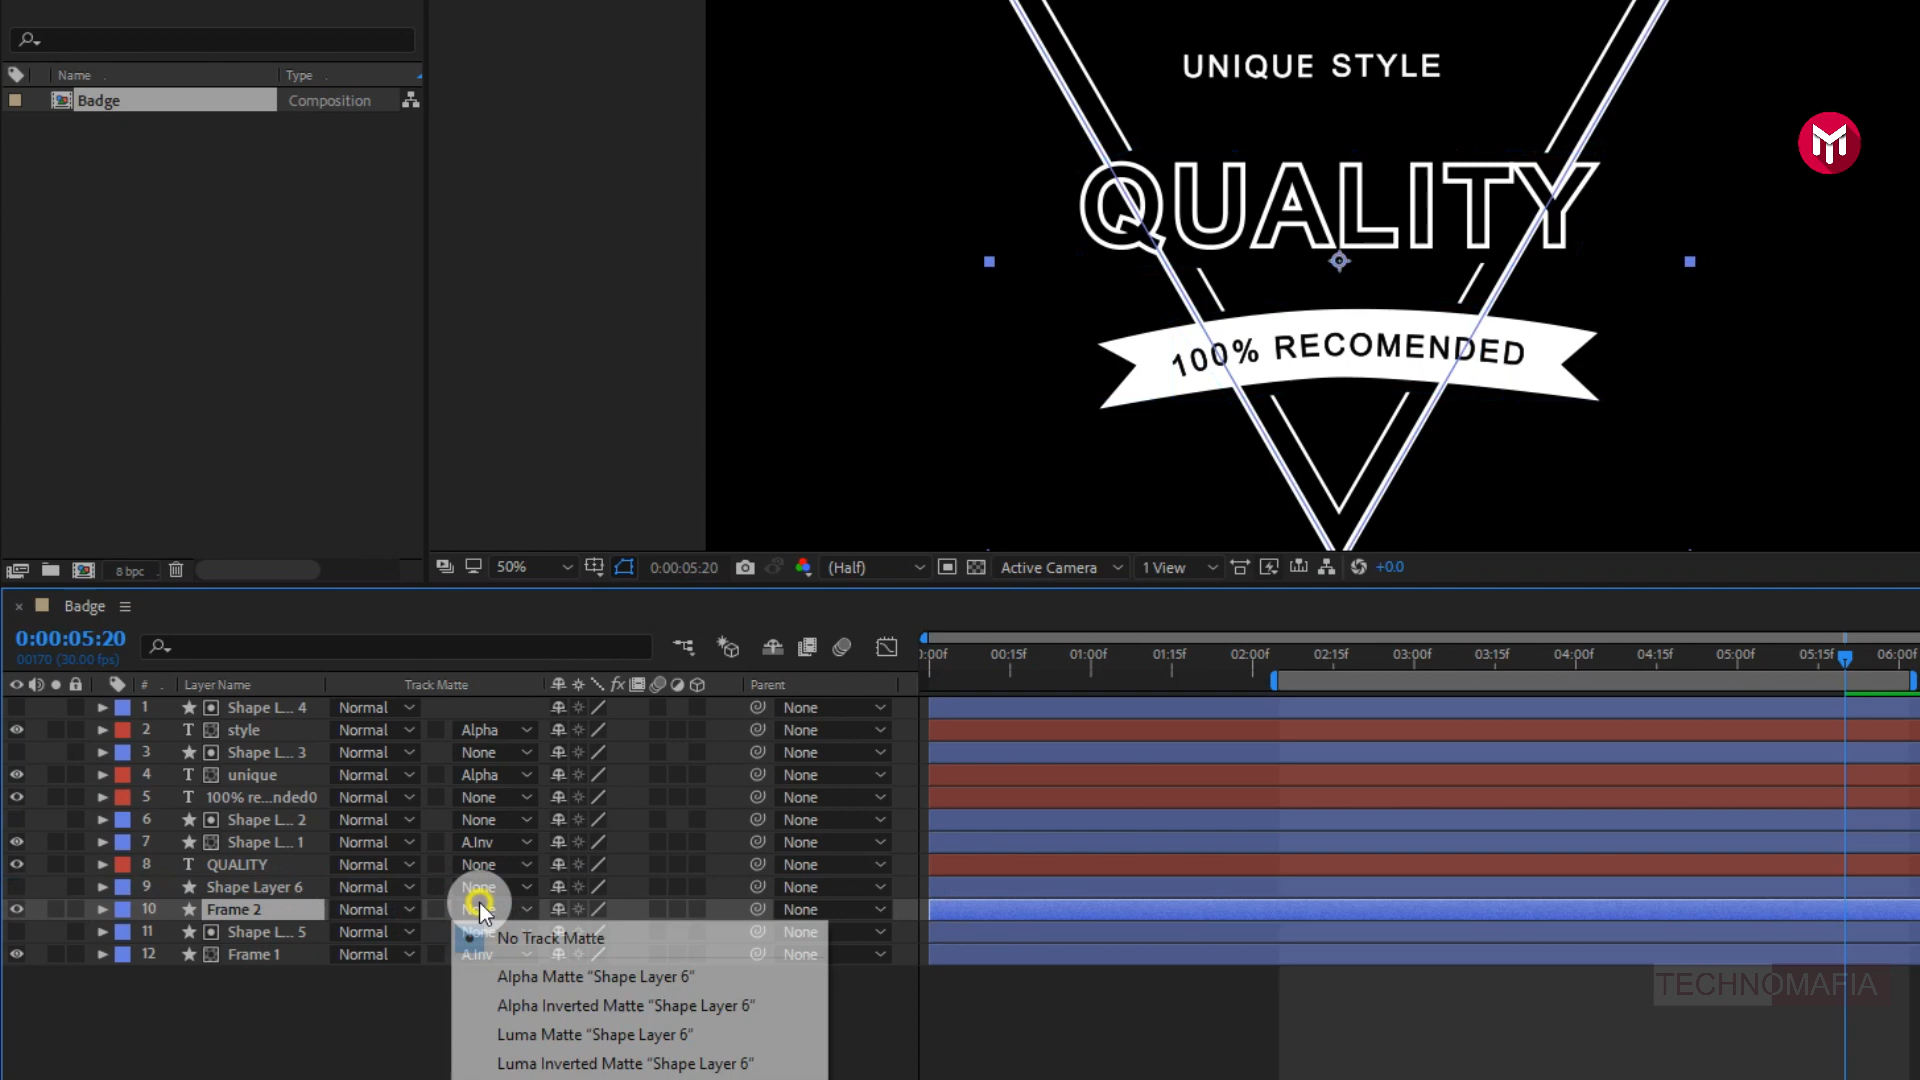 Name
Type
Badge
Composition
UNIQUE STYLE
QUALITY
100% RECOMENDED
8 bpc
50%
0:00:05:20
(Half)
Active Camera
1 View
+0.0
Badge
0:00:05:20
00170 (30.00 fps)
:00f 00:15f 01:00f 01:15f 02:00f 02:15f 03:00f 03:15f 04:00f 04:15f 05:00f 05:15f 06:00f
# Layer Name Track Matte fx Parent
1 Shape L... 4 Normal None
2 T style Normal Alpha None
3 Shape L... 3 Normal None None
4 T unique Normal Alpha None
5 T 100% re...nded0 Normal None None
6 Shape L... 2 Normal None None
7 Shape L... 1 Normal A.Inv None
8 T QUALITY Normal None None
9 Shape Layer 6 Normal None None
10 Frame 2 Normal None
11 Shape L... 5 Normal None None
12 Frame 1 Normal A.Inv None
No Track Matte
Alpha Matte “Shape Layer 6”
Alpha Inverted Matte “Shape Layer 6”
Luma Matte “Shape Layer 6”
Luma Inverted Matte “Shape Layer 6”
TECHNOMAFIA